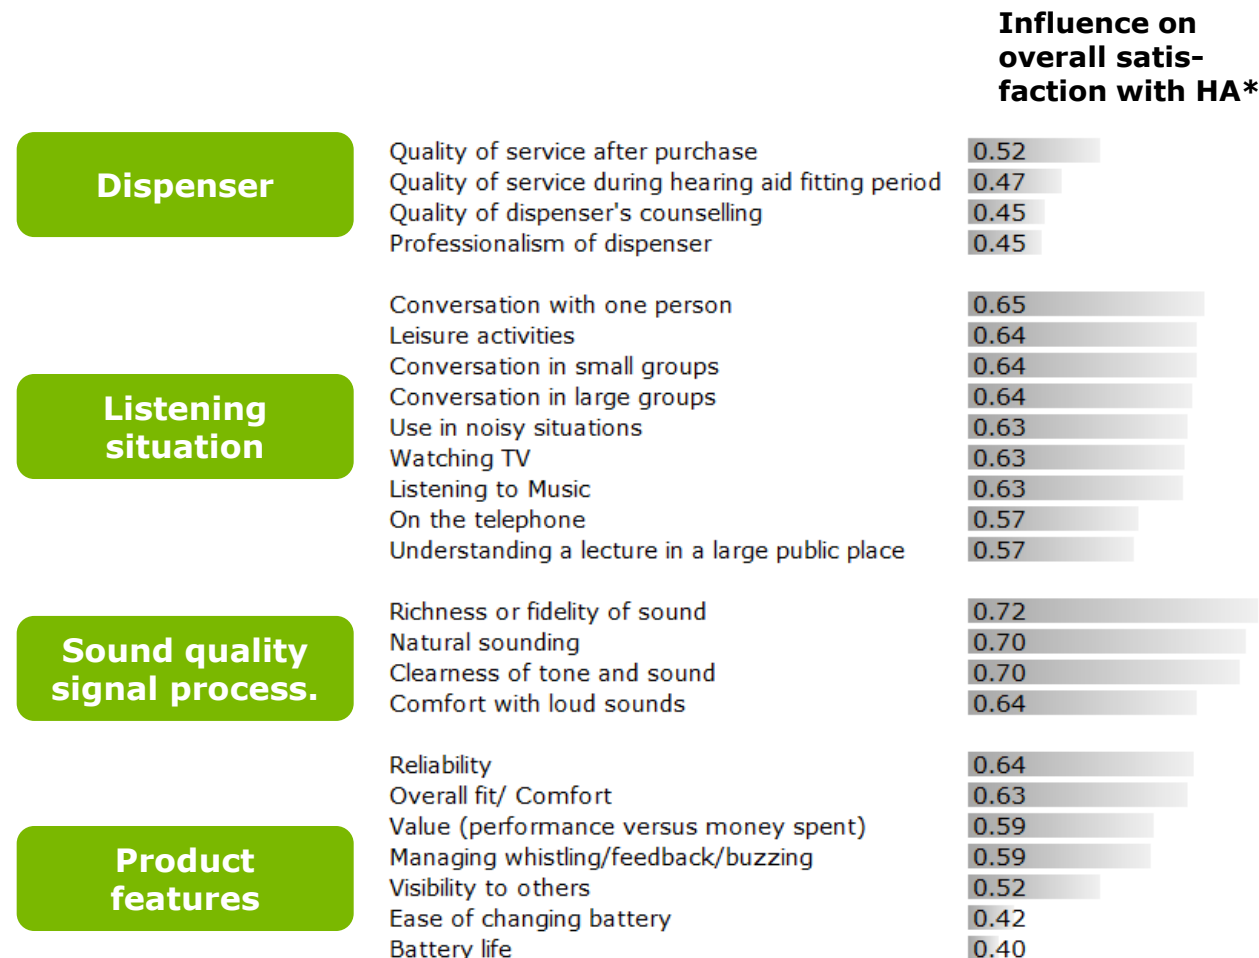 Influence on
overall satis-
faction with HA*
Dispenser
Quality of service after purchase 0.52
Quality of service during hearing aid fitting period 0.47
Quality of dispenser's counselling 0.45
Professionalism of dispenser 0.45
Listening
situation
Conversation with one person 0.65
Leisure activities 0.64
Conversation in small groups 0.64
Conversation in large groups 0.64
Use in noisy situations 0.63
Watching TV 0.63
Listening to Music 0.63
On the telephone 0.57
Understanding a lecture in a large public place 0.57
Sound quality
signal process.
Richness or fidelity of sound 0.72
Natural sounding 0.70
Clearness of tone and sound 0.70
Comfort with loud sounds 0.64
Product
features
Reliability 0.64
Overall fit/ Comfort 0.63
Value (performance versus money spent) 0.59
Managing whistling/feedback/buzzing 0.59
Visibility to others 0.52
Ease of changing battery 0.42
Battery life 0.40